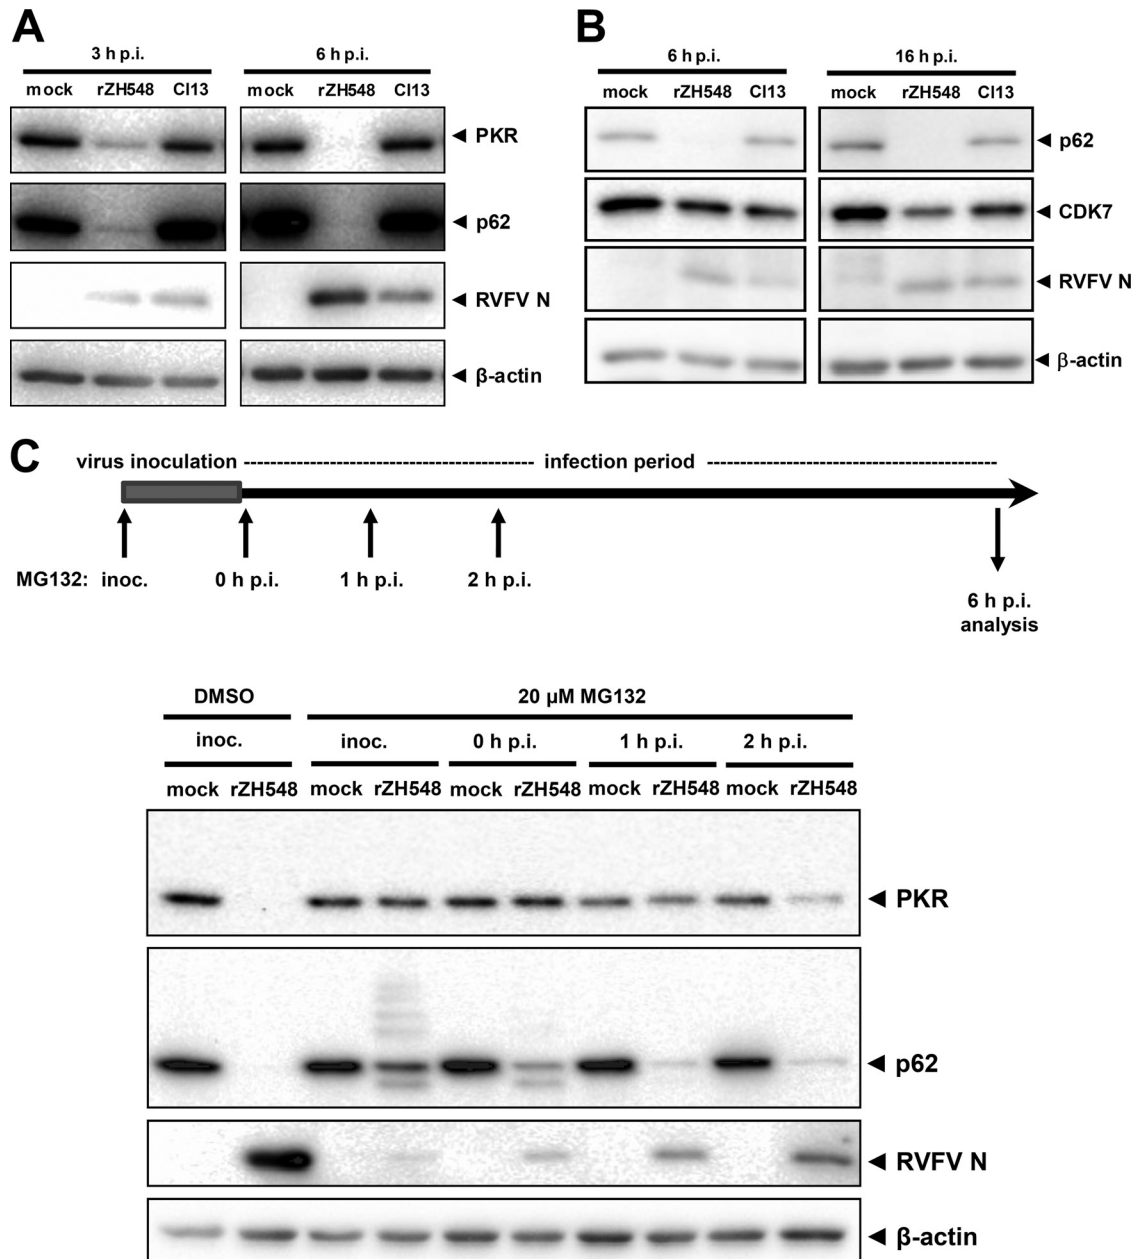 A
3 h p.i. 6 h p.i.
mock rZH548 Cl13 mock rZH548 Cl13
PKR
p62
RVFV N
β-actin
B
6 h p.i. 16 h p.i.
mock rZH548 Cl13 mock rZH548 Cl13
p62
CDK7
RVFV N
β-actin
C
virus inoculation infection period
MG132: inoc. 0 h p.i. 1 h p.i. 2 h p.i.
6 h p.i.
analysis
DMSO 20 µM MG132
inoc. inoc. 0 h p.i. 1 h p.i. 2 h p.i.
mock rZH548 mock rZH548 mock rZH548 mock rZH548 mock rZH548
PKR
p62
RVFV N
β-actin